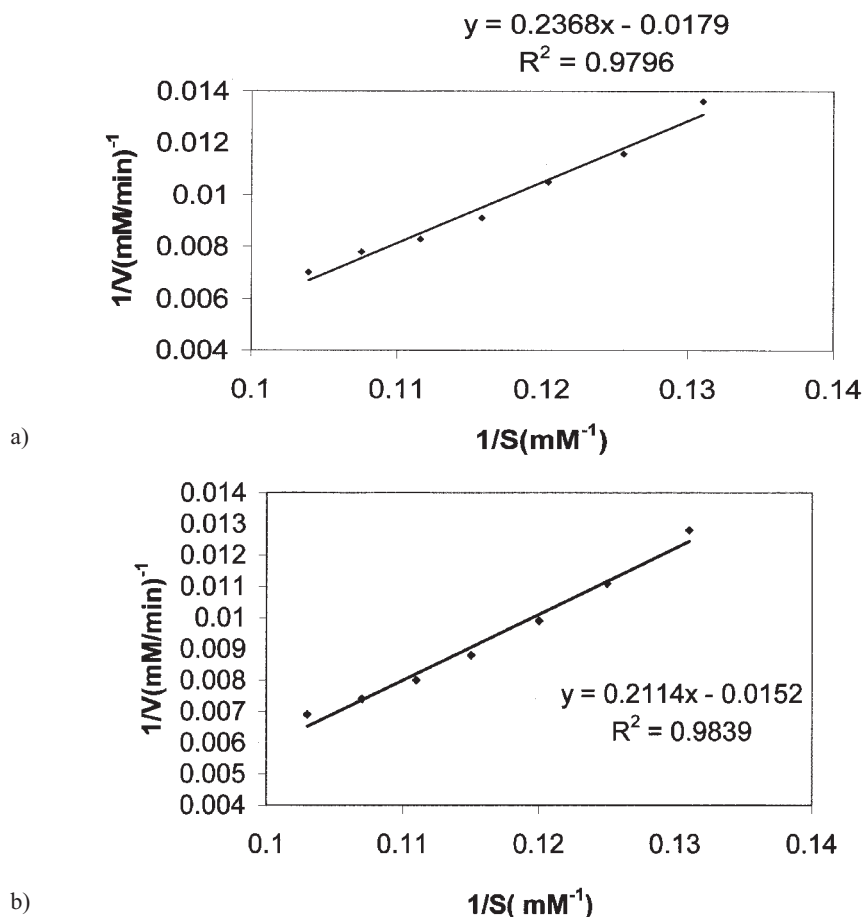 y = 0.2368x - 0.0179
R² = 0.9796
0.014
0.012
0.01
0.008
0.006
0.004
1/V(mM/min)⁻¹
0.1 0.11 0.12 0.13 0.14
1/S(mM⁻¹)
a)
0.014
0.013
0.012
0.011
0.01
0.009
0.008
0.007
0.006
0.005
0.004
1/V(mM/min)⁻¹
y = 0.2114x - 0.0152
R² = 0.9839
0.1 0.11 0.12 0.13 0.14
1/S( mM⁻¹)
b)